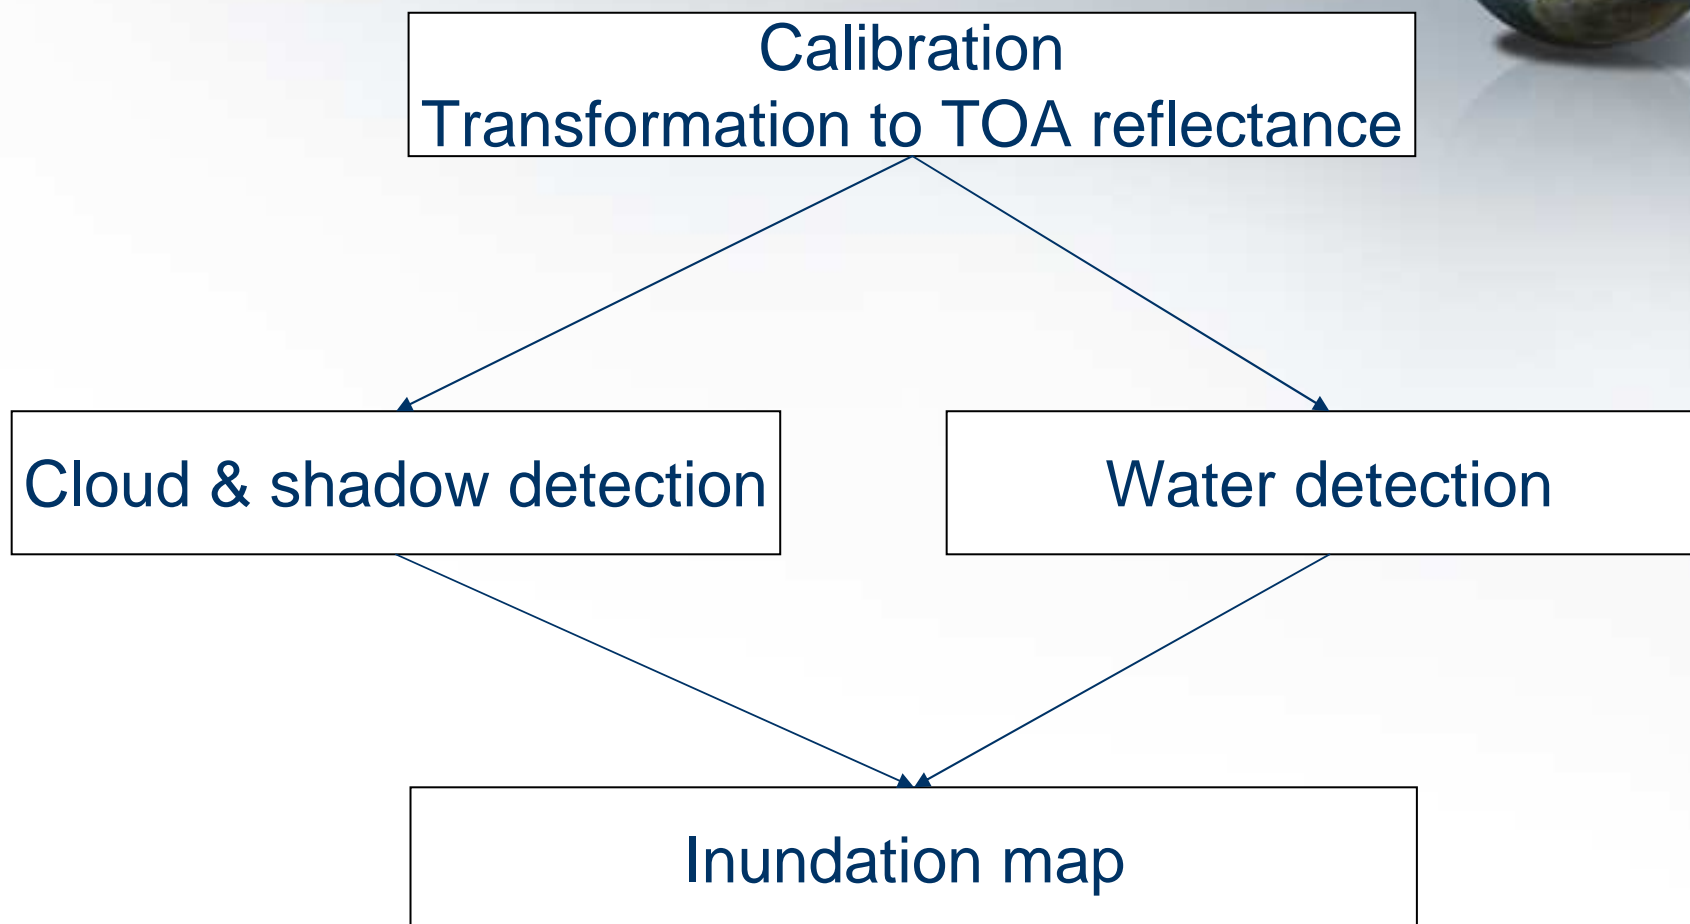 Calibration
Transformation to TOA reflectance
Cloud & shadow detection
Water detection
Inundation map